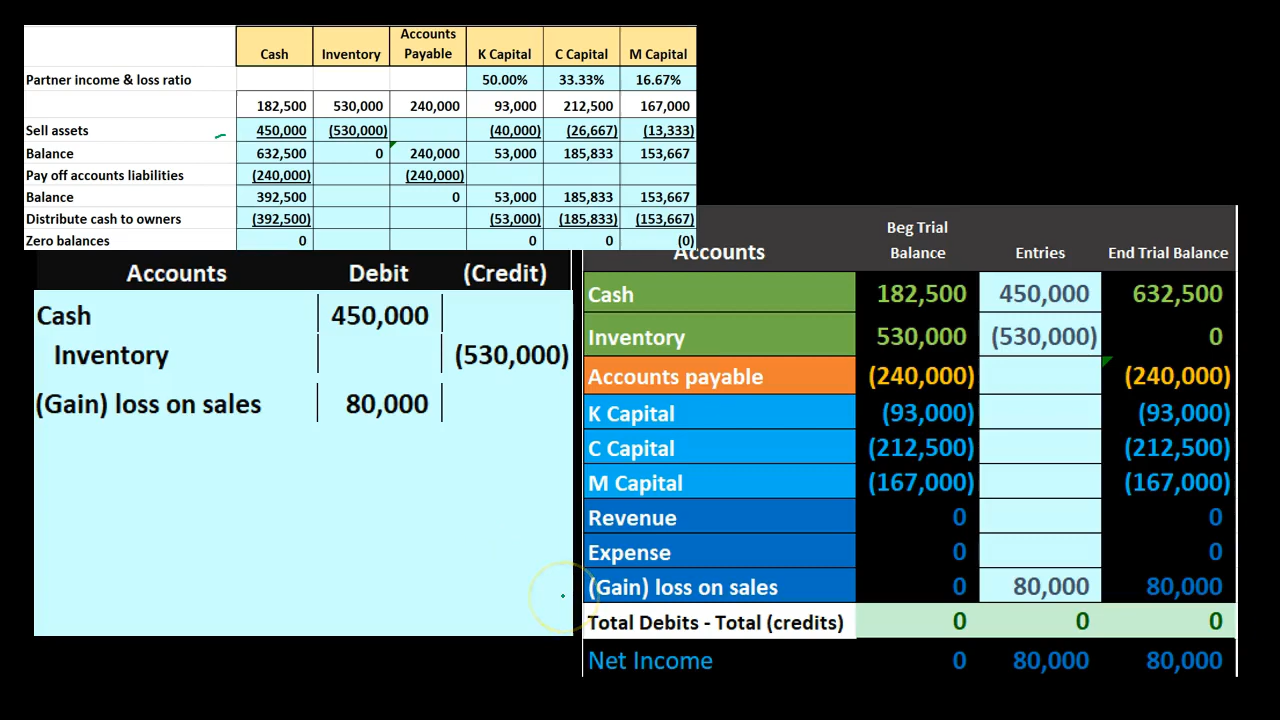 Cash Inventory Accounts Payable K Capital C Capital M Capital
Partner income & loss ratio 50.00% 33.33% 16.67%
182,500 530,000 240,000 93,000 212,500 167,000
Sell assets 450,000 (530,000) (40,000) (26,667) (13,333)
Balance 632,500 0 240,000 53,000 185,833 153,667
Pay off accounts liabilities (240,000) (240,000)
Balance 392,500 0 53,000 185,833 153,667
Distribute cash to owners (392,500) (53,000) (185,833) (153,667)
Zero balances 0 0 0 (0)
Accounts Debit (Credit)
Cash 450,000
Inventory (530,000)
(Gain) loss on sales 80,000
Accounts Beg Trial Balance Entries End Trial Balance
Cash 182,500 450,000 632,500
Inventory 530,000 (530,000) 0
Accounts payable (240,000) (240,000)
K Capital (93,000) (93,000)
C Capital (212,500) (212,500)
M Capital (167,000) (167,000)
Revenue 0 0
Expense 0 0
(Gain) loss on sales 0 80,000 80,000
Total Debits - Total (credits) 0 0 0
Net Income 0 80,000 80,000